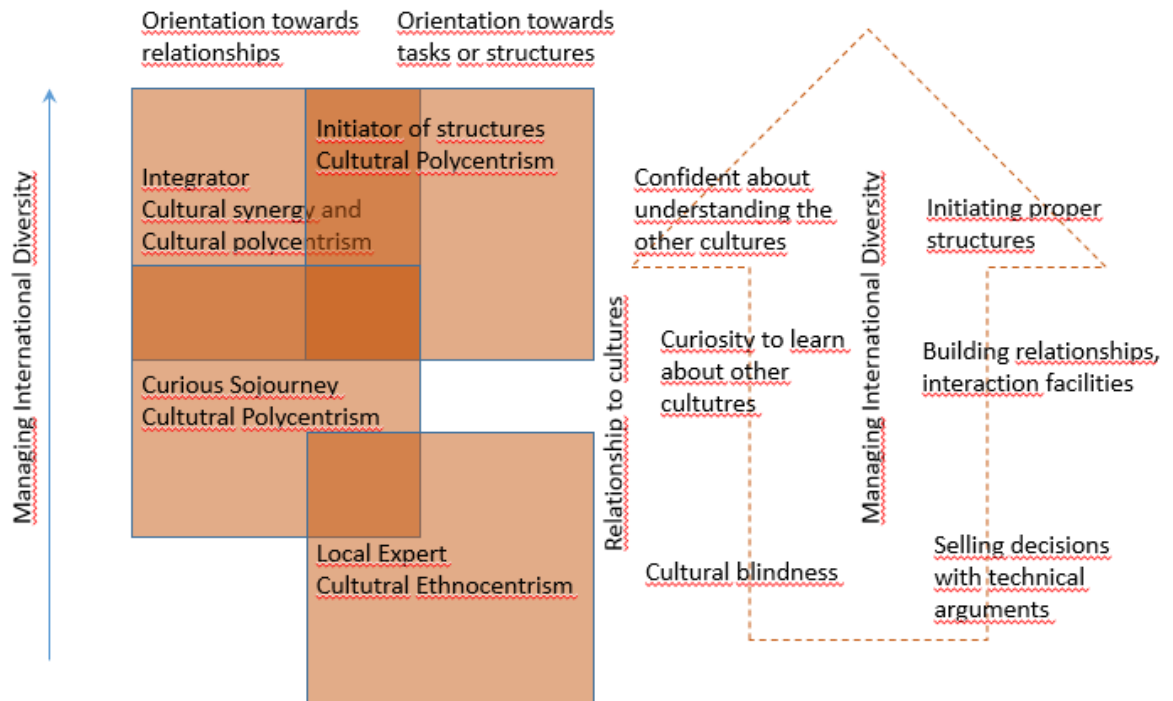 Orientation towards
relationships
Orientation towards
tasks or structures
Managing International Diversity
Initiator of structures
Cultutral Polycentrism
Integrator
Cultural synergy and
Cultural polycentrism
Curious Sojourney
Cultutral Polycentrism
Local Expert
Cultutral Ethnocentrism
Relationship to cultures
Confident about
understanding the
other cultures
Curiosity to learn
about other
cultutres
Cultural blindness
Managing International Diversity
Initiating proper
structures
Building relationships,
interaction facilities
Selling decisions
with technical
arguments